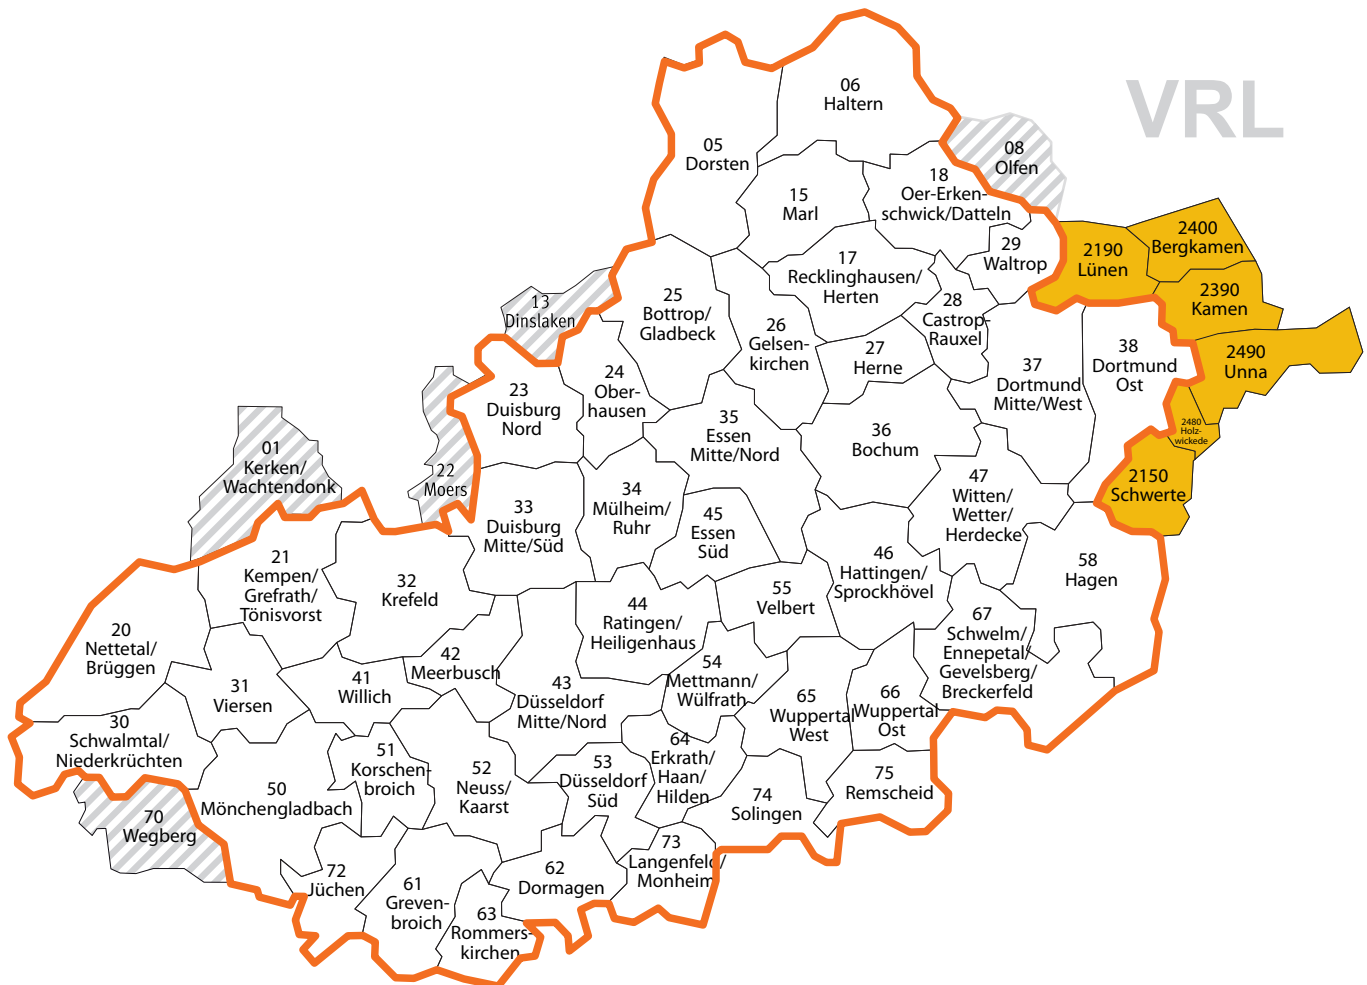 VRL
06
Haltern
05
Dorsten
08
Olfen
18
Oer-Erken-
schwick/Datteln
15
Marl
29
Waltrop
2190
Lünen
2400
Bergkamen
17
Recklinghausen/
Herten
2390
Kamen
13
Dinslaken
25
Bottrop/
Gladbeck
28
Castrop-
Rauxel
26
Gelsen-
kirchen
27
Herne
38
Dortmund
Ost
2490
Unna
37
Dortmund
Mitte/West
24
Ober-
hausen
23
Duisburg
Nord
35
Essen
Mitte/Nord
36
Bochum
2480
Holz-
wickede
01
Kerken/
Wachtendonk
22
Moers
2150
Schwerte
47
Witten/
Wetter/
Herdecke
34
Mülheim/
Ruhr
33
Duisburg
Mitte/Süd
45
Essen
Süd
46
Hattingen/
Sprockhövel
58
Hagen
21
Kempen/
Grefrath/
Tönisvorst
32
Krefeld
44
Ratingen/
Heiligenhaus
55
Velbert
67
Schwelm/
Ennepetal/
Gevelsberg/
Breckerfeld
20
Nettetal/
Brüggen
42
Meerbusch
54
Mettmann/
Wülfrath
31
Viersen
41
Willich
43
Düsseldorf
Mitte/Nord
65
Wuppertal
West
66
Wuppertal
Ost
30
Schwalmtal/
Niederkrüchten
51
Korschen-
broich
64
Erkrath/
Haan/
Hilden
52
Neuss/
Kaarst
53
Düsseldorf
Süd
75
Remscheid
50
Mönchengladbach
74
Solingen
70
Wegberg
73
Langenfeld/
Monheim
72
Jüchen
62
Dormagen
61
Greven-
broich
63
Rommers-
kirchen